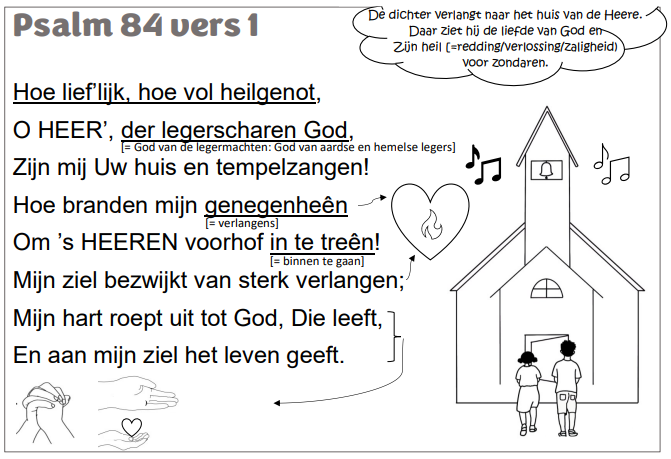 Psalm 84 vers 1
De dichter verlangt naar het huis van de Heere.
Daar ziet hij de liefde van God en
Zijn heil (=redding/verlossing/zaligheid)
voor zondaren.
Hoe lief’lijk, hoe vol heilgenot,
O HEER’, der legerscharen God,
[= God van de legermachten: God van aardse en hemelse legers]
Zijn mij Uw huis en tempelzangen!
Hoe branden mijn genegenheên
[= verlangens]
Om ’s HEEREN voorhof in te treên!
[= binnen te gaan]
Mijn ziel bezwijkt van sterk verlangen;
Mijn hart roept uit tot God, Die leeft,
En aan mijn ziel het leven geeft.